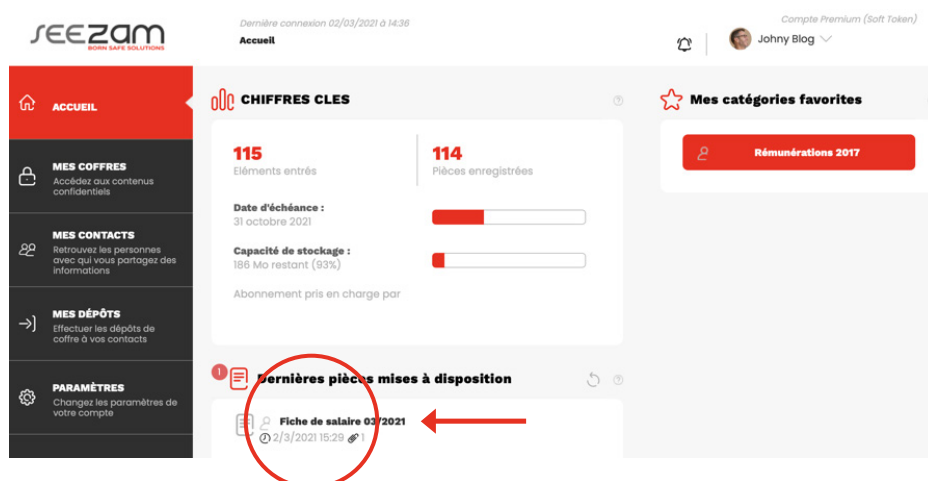 seezam
BORN SAFE SOLUTIONS
Dernière connexion 02/03/2021 à 14:36
Accueil
Compte Premium (Soft Token)
Johny Blog
ACCUEIL
MES COFFRES
Accédez aux contenus
confidentiels
MES CONTACTS
Retrouvez les personnes
avec qui vous partagez des
informations
MES DÉPÔTS
Effectuer les dépôts de
coffre à vos contacts
PARAMÈTRES
Changez les paramètres de
votre compte
CHIFFRES CLES
?
115
Eléments entrés
114
Pièces enregistrées
Date d'échéance :
31 octobre 2021
Capacité de stockage :
186 Mo restant (93%)
Abonnement pris en charge par
1
Dernières pièces mises à disposition
?
Fiche de salaire 03/2021
2/3/2021 15:29 1
Mes catégories favorites
Rémunérations 2017